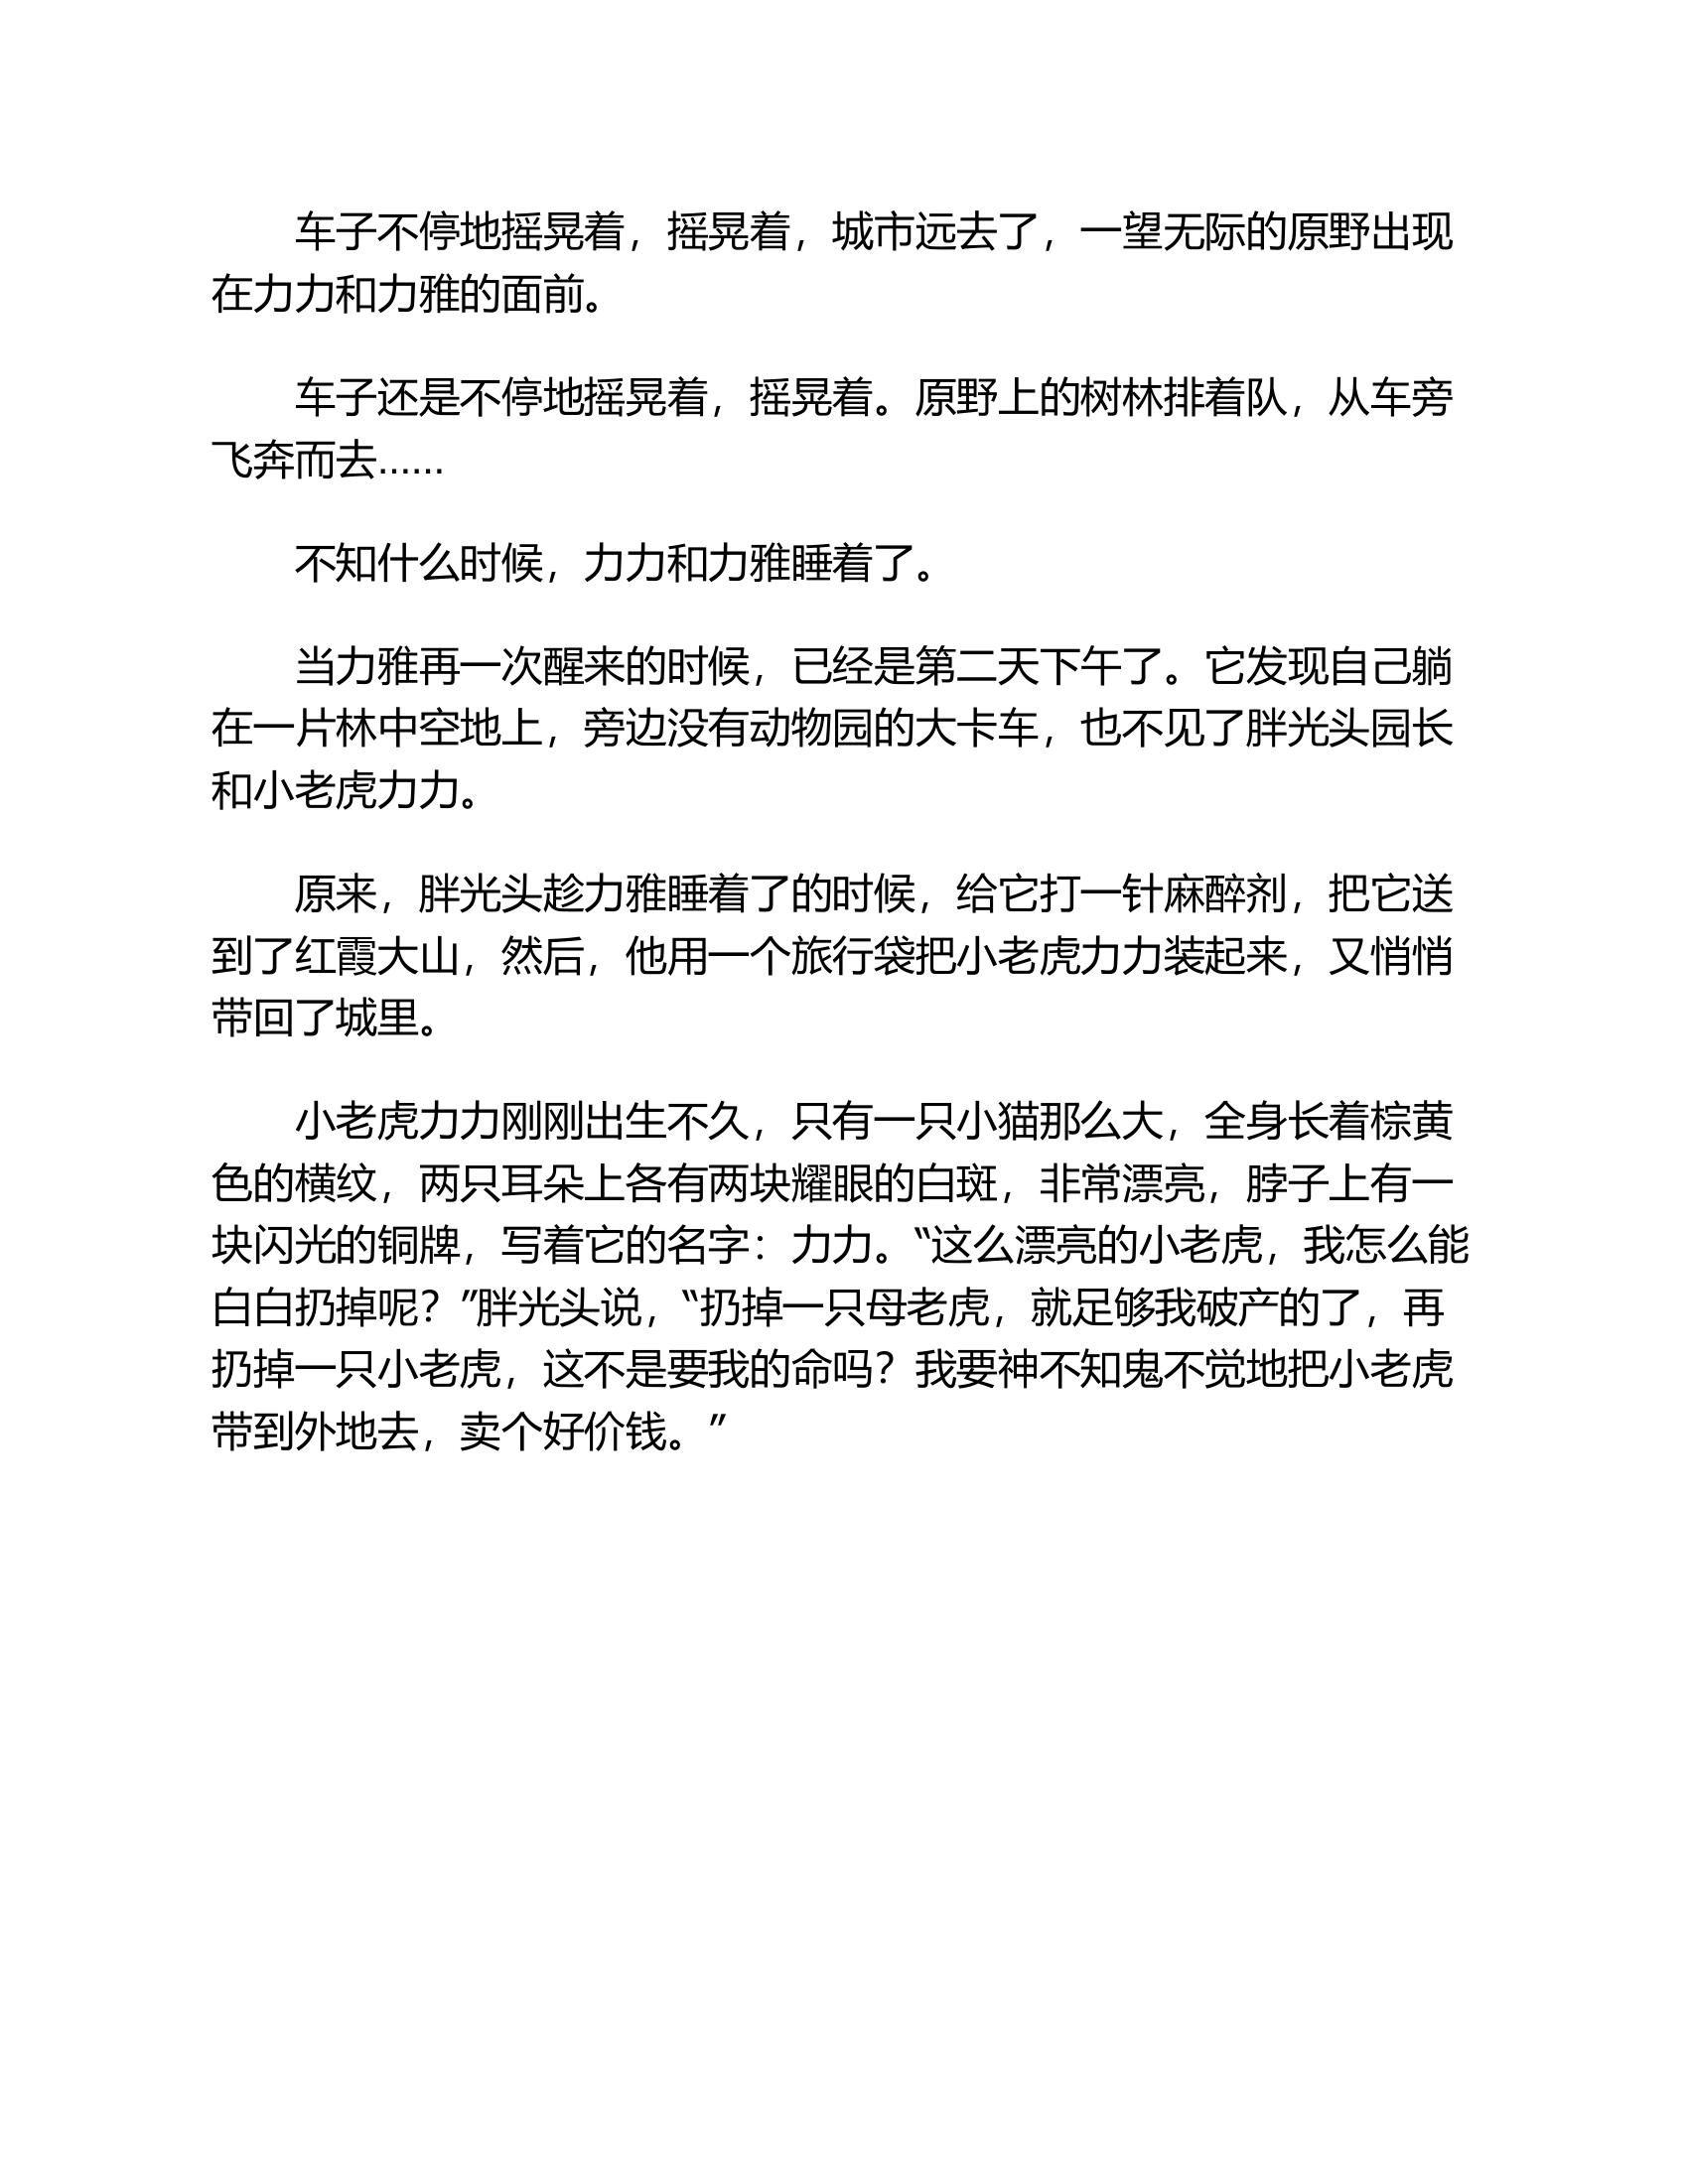 车子不停地摇晃着，摇晃着，城市远去了，一望无际的原野出现
在力力和力雅的面前。
车子还是不停地摇晃着，摇晃着。原野上的树林排着队，从车旁
飞奔而去……
不知什么时候，力力和力雅睡着了。
当力雅再一次醒来的时候，已经是第二天下午了。它发现自己躺
在一片林中空地上，旁边没有动物园的大卡车，也不见了胖光头园长
和小老虎力力。
原来，胖光头趁力雅睡着了的时候，给它打一针麻醉剂，把它送
到了红霞大山，然后，他用一个旅行袋把小老虎力力装起来，又悄悄
带回了城里。
小老虎力力刚刚出生不久，只有一只小猫那么大，全身长着棕黄
色的横纹，两只耳朵上各有两块耀眼的白斑，非常漂亮，脖子上有一
块闪光的铜牌，写着它的名字：力力。“这么漂亮的小老虎，我怎么能
白白扔掉呢？”胖光头说，“扔掉一只母老虎，就足够我破产的了，再
扔掉一只小老虎，这不是要我的命吗？我要神不知鬼不觉地把小老虎
带到外地去，卖个好价钱。”